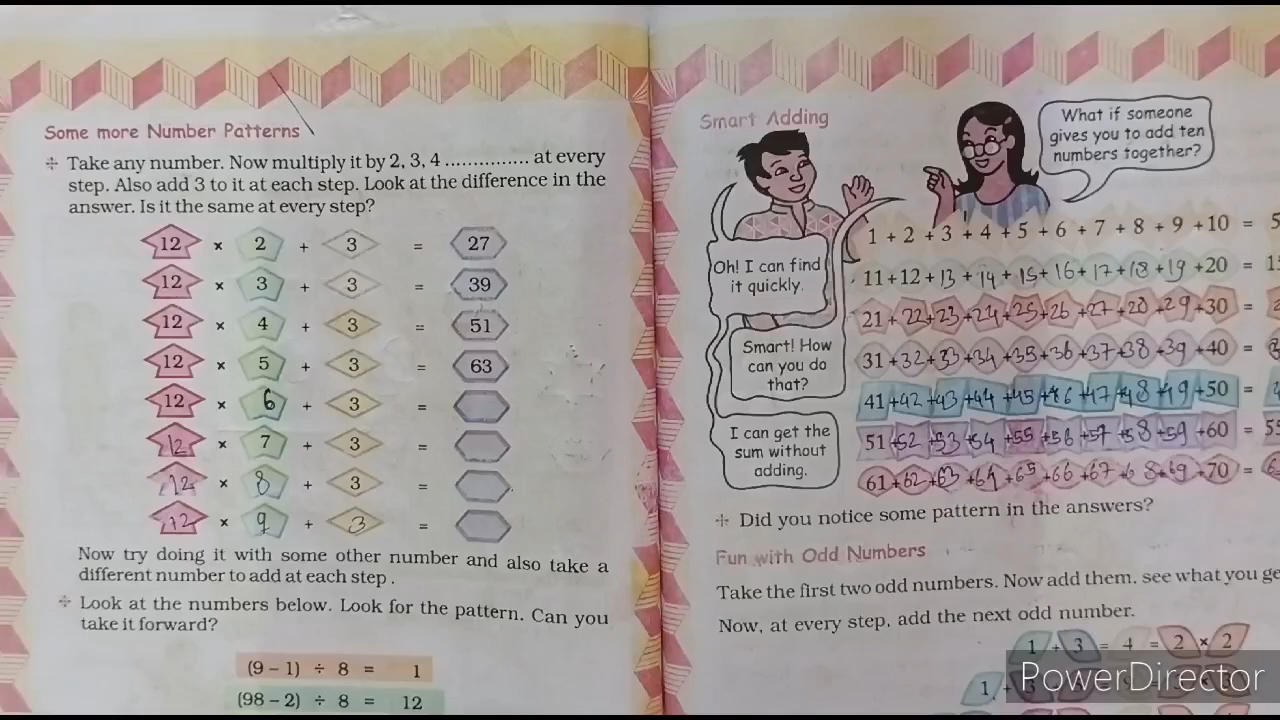 Some more Number Patterns
Take any number. Now multiply it by 2, 3, 4 ............... at every
step. Also add 3 to it at each step. Look at the difference in the
answer. Is it the same at every step?
12 × 2 + 3 = 27
12 × 3 + 3 = 39
12 × 4 + 3 = 51
12 × 5 + 3 = 63
12 × 6 + 3 =
12 × 7 + 3 =
12 × 8 + 3 =
12 × 9 + 3 =
Now try doing it with some other number and also take a
different number to add at each step .
Look at the numbers below. Look for the pattern. Can you
take it forward?
(9 – 1) ÷ 8 = 1
(98 – 2) ÷ 8 = 12
Smart Adding
What if someone
gives you to add ten
numbers together?
Oh! I can find
it quickly.
Smart! How
can you do
that?
I can get the
sum without
adding.
1 + 2 + 3 + 4 + 5 + 6 + 7 + 8 + 9 +10 = 5
11 +12 +13 +14 +15+ 16 +17 +18 +19 +20 =
21 + 22+23 +24 +25 +26 +27 +28 +29 +30 =
31 +32+33 +34 +35+36 +37 +38 +39 +40 =
41 +42 +43 +44 +45 +46 +47 +48 +49 +50 =
51 +52 +53 +54 +55 +56 +57 +58 +59 +60 = 55
61 +62 +63 +64 +65 +66 +67 +68 +69 +70 =
Did you notice some pattern in the answers?
Fun with Odd Numbers
Take the first two odd numbers. Now add them, see what you ge
Now, at every step, add the next odd number.
1 + 3 = 4 = 2 × 2
1 +
PowerDirector